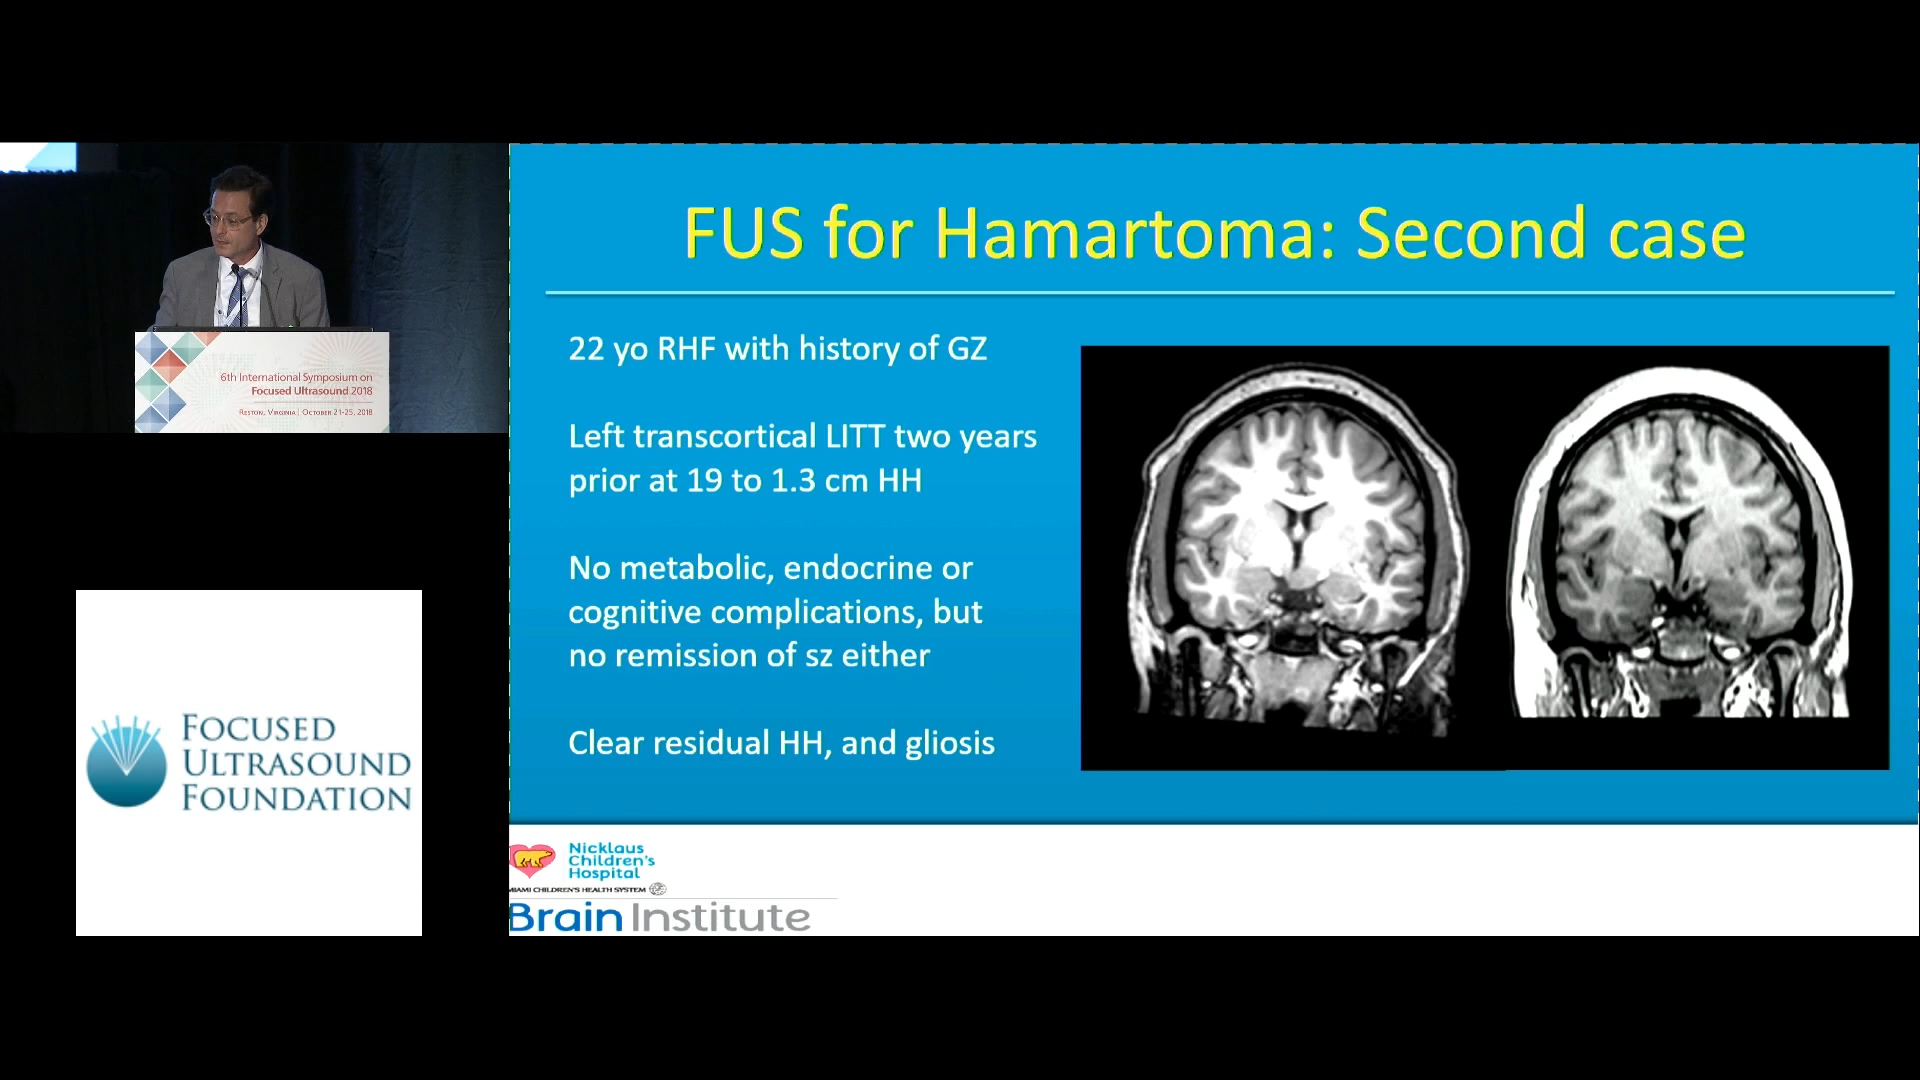 FUS for Hamartoma: Second case
22 yo RHF with history of GZ
Left transcortical LITT two years
prior at 19 to 1.3 cm HH
No metabolic, endocrine or
cognitive complications, but
no remission of sz either
Clear residual HH, and gliosis
6th International Symposium on
Focused Ultrasound 2018
Reston, Virginia | October 21-25, 2018
FOCUSED
ULTRASOUND
FOUNDATION
Nicklaus
Children's
Hospital
MIAMI CHILDREN'S HEALTH SYSTEM
Brain Institute